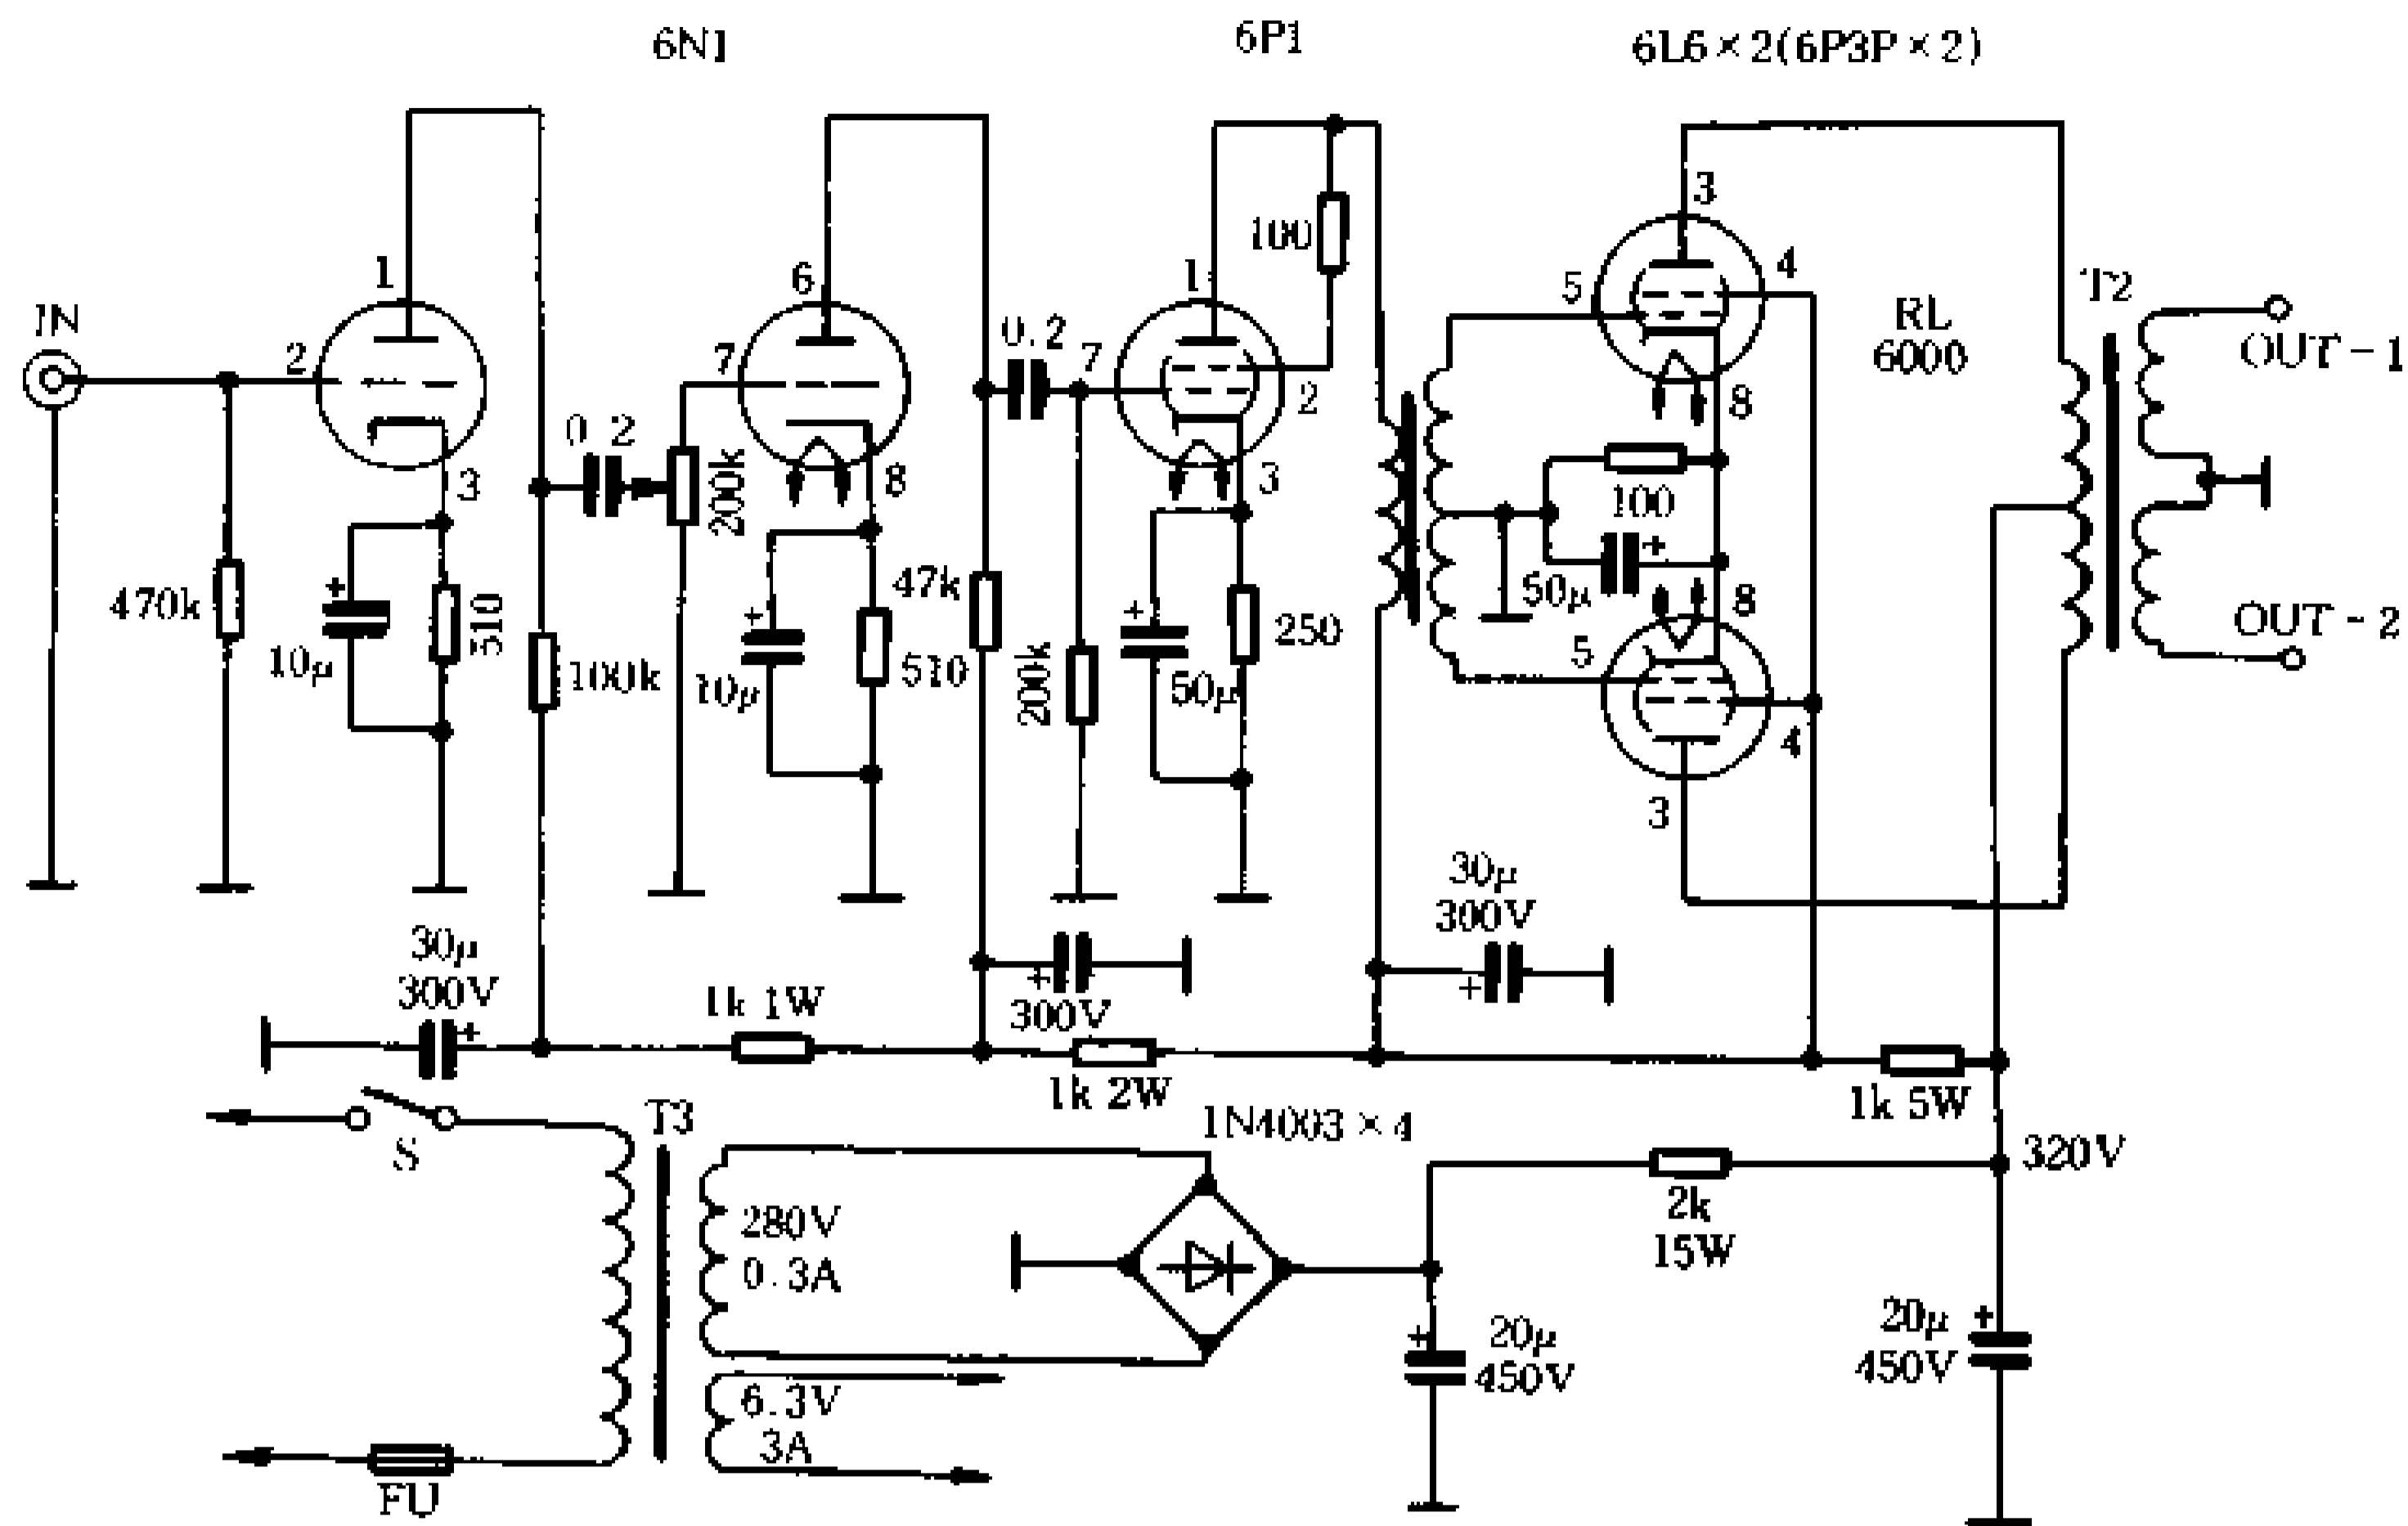 6N1
6P1
6L6×2(6P3P×2)
IN
2
1
3
470k
10μ
510
0.2
100k
200k
7
6
8
10μ
510
47k
0.2
7
1
2
3
200k
50μ
250
100
5
3
4
8
100
50μ
8
5
4
3
RL
6000
T2
OUT-1
OUT-2
30μ
300V
1k 1W
300V
1k 2W
30μ
300V
1k 5W
S
T3
280V
0.3A
6.3V
3A
FU
1N4003×4
2k
15W
320V
20μ
450V
20μ
450V